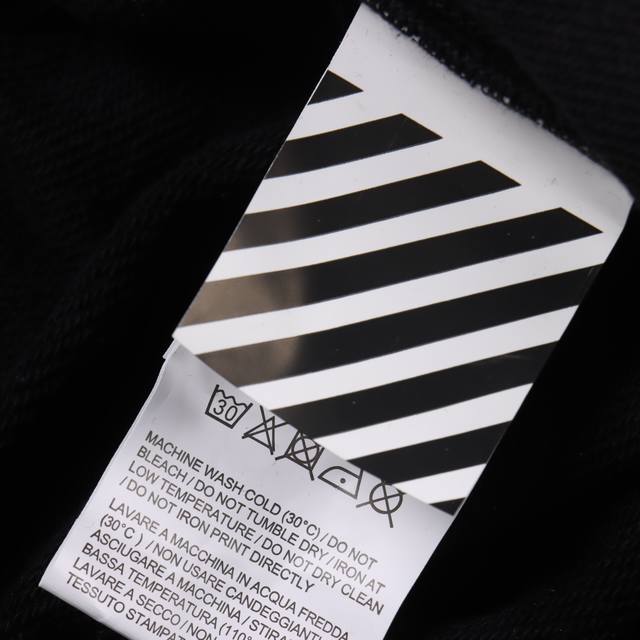 30
MACHINE WASH COLD (30°C) / DO NOT
BLEACH / DO NOT TUMBLE DRY / IRON AT
LOW TEMPERATURE / DO NOT DRY CLEAN
/ DO NOT IRON PRINT DIRECTLY
LAVARE A MACCHINA IN ACQUA FREDDA
(30°C ) / NON USARE CANDEGGIANTI
ASCIUGARE A MACCHINA / STIRA
BASSA TEMPERATURA (110°
LAVARE A SECCO / NON
TESSUTO STAMPAT